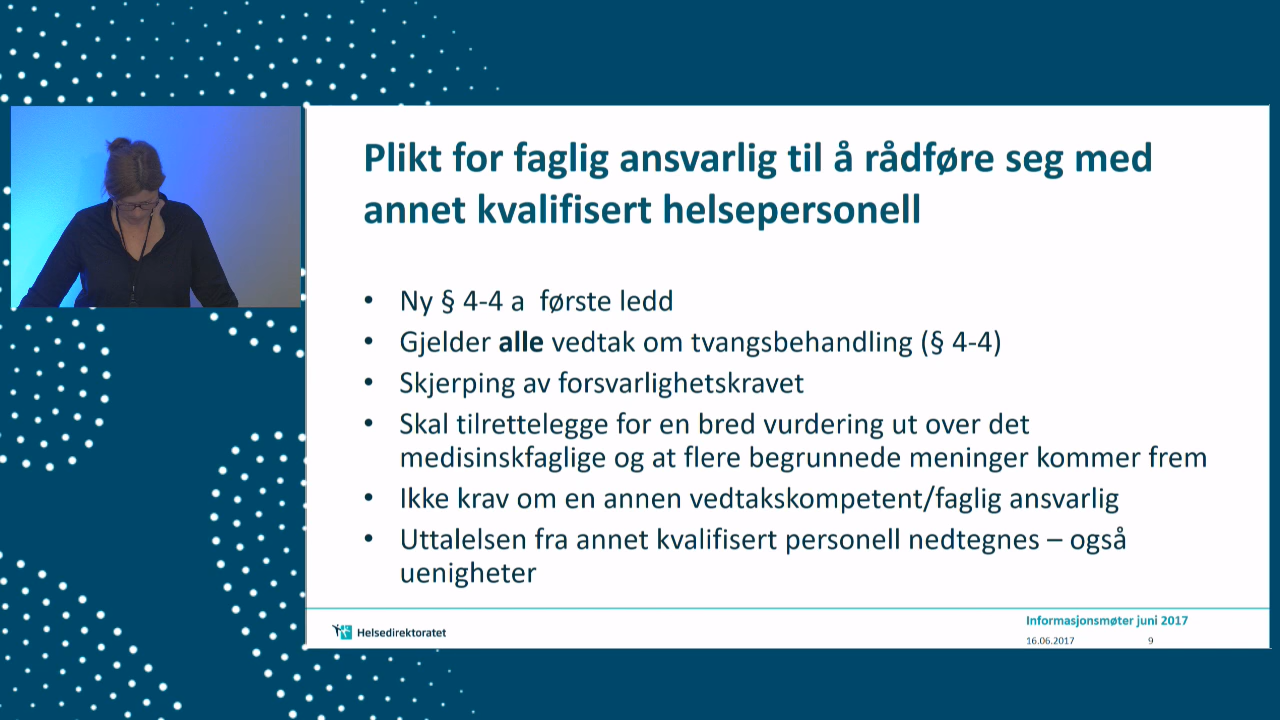 Plikt for faglig ansvarlig til å rådføre seg med
annet kvalifisert helsepersonell
• Ny § 4-4 a første ledd
• Gjelder alle vedtak om tvangsbehandling (§ 4-4)
• Skjerping av forsvarlighetskravet
• Skal tilrettelegge for en bred vurdering ut over det
medisinskfaglige og at flere begrunnede meninger kommer frem
• Ikke krav om en annen vedtakskompetent/faglig ansvarlig
• Uttalelsen fra annet kvalifisert personell nedtegnes – også
uenigheter
Helsedirektoratet
Informasjonsmøter juni 2017
16.06.2017 9